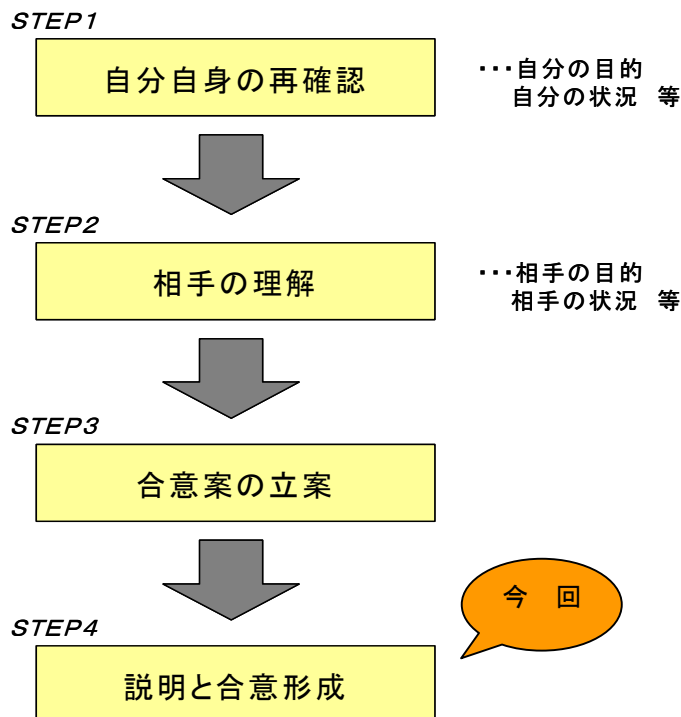 STEP1
自分自身の再確認
・・・自分の目的
自分の状況 等
STEP2
相手の理解
・・・相手の目的
相手の状況 等
STEP3
合意案の立案
今 回
STEP4
説明と合意形成